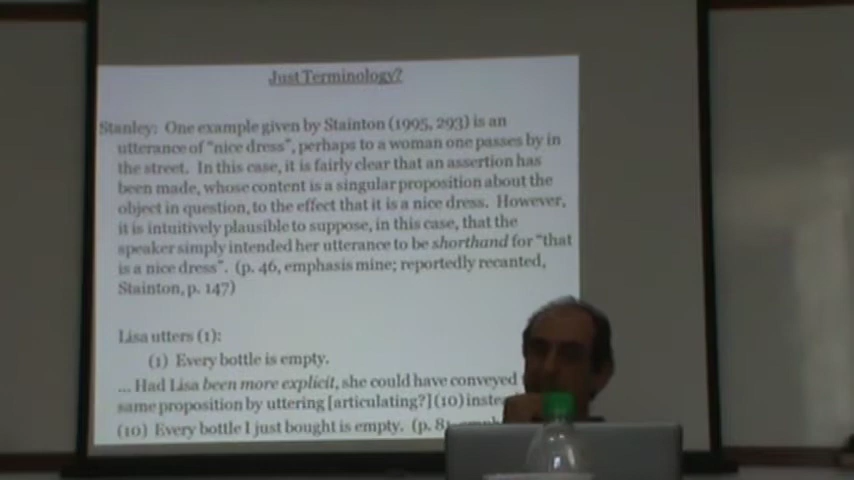 Just Terminology?
Stanley: One example given by Stainton (1995, 293) is an
utterance of "nice dress", perhaps to a woman one passes by in
the street. In this case, it is fairly clear that an assertion has
been made, whose content is a singular proposition about the
object in question, to the effect that it is a nice dress. However,
it is intuitively plausible to suppose, in this case, that the
speaker simply intended her utterance to be shorthand for "that
is a nice dress". (p. 46, emphasis mine; reportedly recanted,
Stainton, p. 147)
Lisa utters (1):
(1) Every bottle is empty.
... Had Lisa been more explicit, she could have conveyed
same proposition by uttering [articulating?] (10)
(10) Every bottle I just bought is empty. (p.